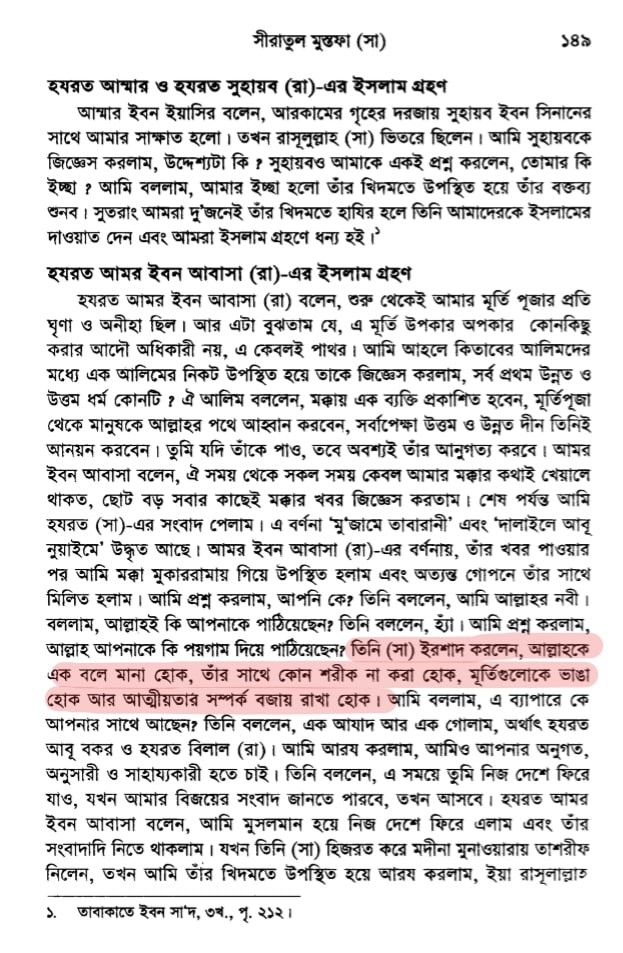 সীরাতুল মুস্তফা (সা) ১৪৯
হযরত আম্মার ও হযরত সুহায়ব (রা)-এর ইসলাম গ্রহণ
আম্মার ইবন ইয়াসির বলেন, আরকামের গৃহের দরজায় সুহায়ব ইবন সিনানের
সাথে আমার সাক্ষাত হলো। তখন রাসূলুল্লাহ (সা) ভিতরে ছিলেন। আমি সুহায়বকে
জিজ্ঞেস করলাম, উদ্দেশ্যটা কি ? সুহায়বও আমাকে একই প্রশ্ন করলেন, তোমার কি
ইচ্ছা ? আমি বললাম, আমার ইচ্ছা হলো তাঁর খিদমতে উপস্থিত হয়ে তাঁর বক্তব্য
শুনব। সুতরাং আমরা দু'জনেই তাঁর খিদমতে হাযির হলে তিনি আমাদেরকে ইসলামের
দাওয়াত দেন এবং আমরা ইসলাম গ্রহণে ধন্য হই।১
হযরত আমর ইবন আবাসা (রা)-এর ইসলাম গ্রহণ
হযরত আমর ইবন আবাসা (রা) বলেন, শুরু থেকেই আমার মূর্তি পূজার প্রতি
ঘৃণা ও অনীহা ছিল। আর এটা বুঝতাম যে, এ মূর্তি উপকার অপকার কোনকিছু
করার আদৌ অধিকারী নয়, এ কেবলই পাথর। আমি আহলে কিতাবের আলিমদের
মধ্যে এক আলিমের নিকট উপস্থিত হয়ে তাকে জিজ্ঞেস করলাম, সর্ব প্রথম উন্নত ও
উত্তম ধর্ম কোনটি ? ঐ আলিম বললেন, মক্কায় এক ব্যক্তি প্রকাশিত হবেন, মূর্তিপূজা
থেকে মানুষকে আল্লাহর পথে আহ্বান করবেন, সর্বাপেক্ষা উত্তম ও উন্নত দীন তিনিই
আনয়ন করবেন। তুমি যদি তাঁকে পাও, তবে অবশ্যই তাঁর আনুগত্য করবে। আমর
ইবন আবাসা বলেন, ঐ সময় থেকে সকল সময় কেবল আমার মক্কার কথাই খেয়ালে
থাকত, ছোট বড় সবার কাছেই মক্কার খবর জিজ্ঞেস করতাম। শেষ পর্যন্ত আমি
হযরত (সা)-এর সংবাদ পেলাম। এ বর্ণনা 'মু'জামে তাবারানী' এবং 'দালাইলে আবূ
নুয়াইমে' উদ্ধৃত আছে। আমর ইবন আবাসা (রা)-এর বর্ণনায়, তাঁর খবর পাওয়ার
পর আমি মক্কা মুকাররামায় গিয়ে উপস্থিত হলাম এবং অত্যন্ত গোপনে তাঁর সাথে
মিলিত হলাম। আমি প্রশ্ন করলাম, আপনি কে? তিনি বললেন, আমি আল্লাহর নবী।
বললাম, আল্লাহই কি আপনাকে পাঠিয়েছেন? তিনি বললেন, হ্যাঁ। আমি প্রশ্ন করলাম,
আল্লাহ আপনাকে কি পয়গাম দিয়ে পাঠিয়েছেন? তিনি (সা) ইরশাদ করলেন, আল্লাহকে
এক বলে মানা হোক, তাঁর সাথে কোন শরীক না করা হোক, মূর্তিগুলোকে ভাঙা
হোক আর আত্মীয়তার সম্পর্ক বজায় রাখা হোক। আমি বললাম, এ ব্যাপারে কে
আপনার সাথে আছেন? তিনি বললেন, এক আযাদ আর এক গোলাম, অর্থাৎ হযরত
আবূ বকর ও হযরত বিলাল (রা)। আমি আরয করলাম, আমিও আপনার অনুগত,
অনুসারী ও সাহায্যকারী হতে চাই। তিনি বললেন, এ সময়ে তুমি নিজ দেশে ফিরে
যাও, যখন আমার বিজয়ের সংবাদ জানতে পারবে, তখন আসবে। হযরত আমর
ইবন আবাসা বলেন, আমি মুসলমান হয়ে নিজ দেশে ফিরে এলাম এবং তাঁর
সংবাদাদি নিতে থাকলাম। যখন তিনি (সা) হিজরত করে মদীনা মুনাওয়ারায় তাশরীফ
নিলেন, তখন আমি তাঁর খিদমতে উপস্থিত হয়ে আরয করলাম, ইয়া রাসূলাল্লাহ
১. তাবাকাতে ইবন সা'দ, ৩খ., পৃ. ২১২।